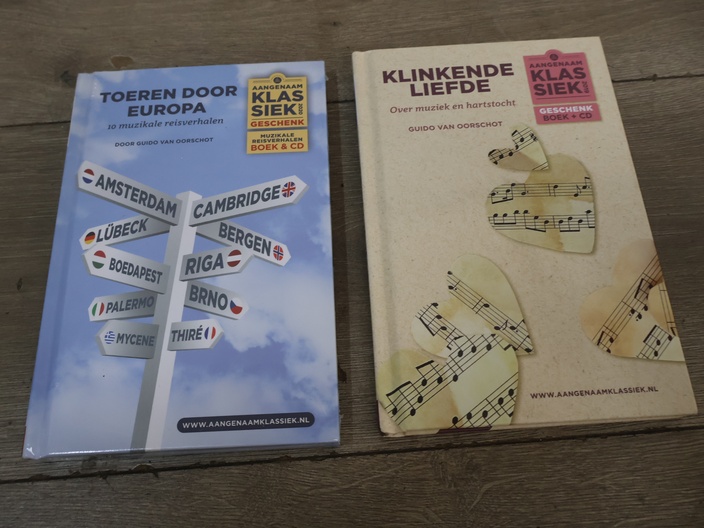 TOEREN DOOR
EUROPA
10 muzikale reisverhalen
DOOR GUIDO VAN OORSCHOT
AANGENAAM
KLAS
SIEK
GESCHENK
MUZIKALE
REISVERHALEN
BOEK & CD
AMSTERDAM
CAMBRIDGE
LÜBECK
BERGEN
BOEDAPEST
RIGA
PALERMO
BRNO
MYCENE
THIRÉ
WWW.AANGENAAMKLASSIEK.NL
KLINKENDE
LIEFDE
Over muziek en hartstocht
GUIDO VAN OORSCHOT
AANGENAAM
KLAS
SIEK
GESCHENK
BOEK + CD
WWW.AANGENAAMKLASSIEK.NL